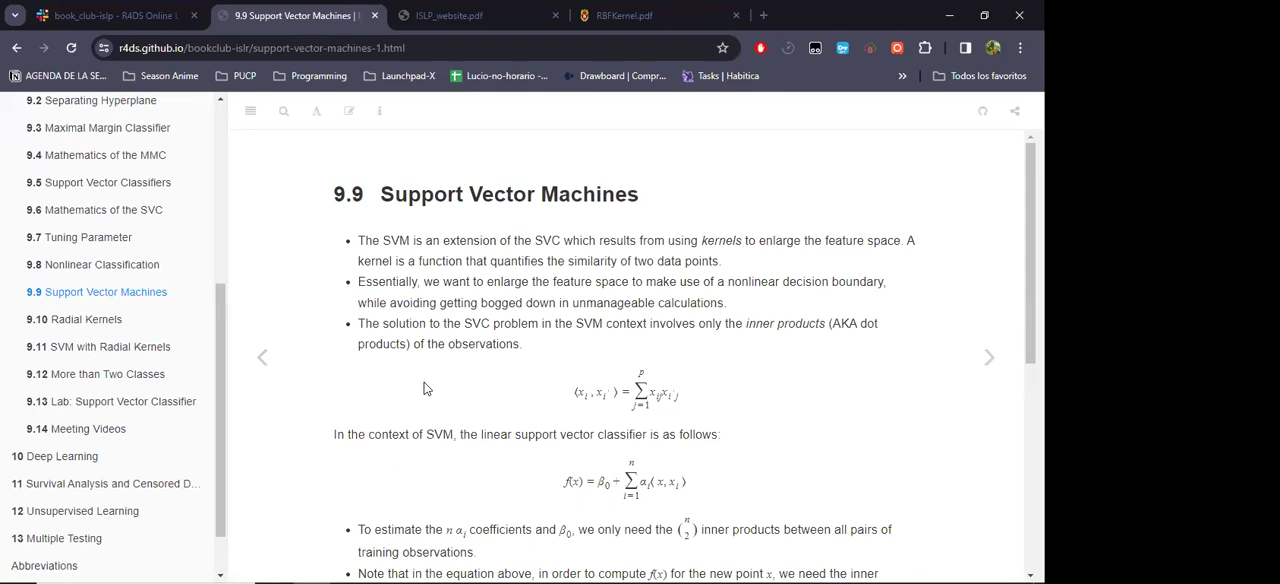 book_club-islp - R4DS Online L
9.9 Support Vector Machines |
ISLP_website.pdf
RBFKernel.pdf
r4ds.github.io/bookclub-islr/support-vector-machines-1.html
AGENDA DE LA SE...
Season Anime
PUCP
Programming
Launchpad-X
Lucio-no-horario -...
Drawboard | Compr...
Tasks | Habitica
»
Todos los favoritos
9.2 Separating Hyperplane
9.3 Maximal Margin Classifier
9.4 Mathematics of the MMC
9.5 Support Vector Classifiers
9.6 Mathematics of the SVC
9.7 Tuning Parameter
9.8 Nonlinear Classification
9.9 Support Vector Machines
9.10 Radial Kernels
9.11 SVM with Radial Kernels
9.12 More than Two Classes
9.13 Lab: Support Vector Classifier
9.14 Meeting Videos
10 Deep Learning
11 Survival Analysis and Censored D...
12 Unsupervised Learning
13 Multiple Testing
Abbreviations
9.9 Support Vector Machines
• The SVM is an extension of the SVC which results from using kernels to enlarge the feature space. A
kernel is a function that quantifies the similarity of two data points.
• Essentially, we want to enlarge the feature space to make use of a nonlinear decision boundary,
while avoiding getting bogged down in unmanageable calculations.
• The solution to the SVC problem in the SVM context involves only the inner products (AKA dot
products) of the observations.
⟨x_i, x_i'⟩ = ∑_{j=1}^{p} x_ij x_i'j
In the context of SVM, the linear support vector classifier is as follows:
f(x) = β_0 + ∑_{i=1}^{n} α_i⟨x, x_i⟩
• To estimate the n α_i coefficients and β_0, we only need the (n 2) inner products between all pairs of
training observations.
• Note that in the equation above, in order to compute f(x) for the new point x, we need the inner